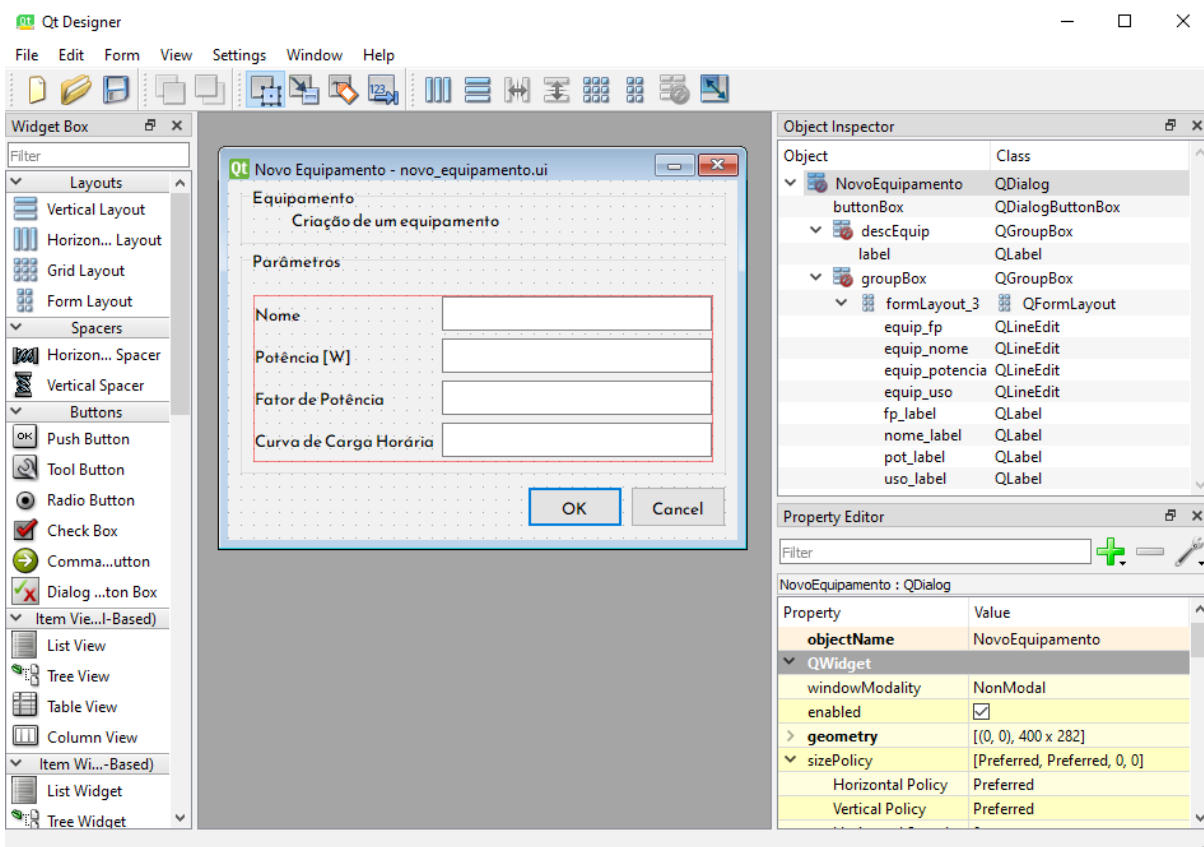 Qt Designer
File Edit Form View Settings Window Help
Widget Box
Filter
Layouts
Vertical Layout
Horizon... Layout
Grid Layout
Form Layout
Spacers
Horizon... Spacer
Vertical Spacer
Buttons
Push Button
Tool Button
Radio Button
Check Box
Comma...utton
Dialog ...ton Box
Item Vie...l-Based)
List View
Tree View
Table View
Column View
Item Wi...-Based)
List Widget
Tree Widget
Novo Equipamento - novo_equipamento.ui
Equipamento
Criação de um equipamento
Parâmetros
Nome
Potência [W]
Fator de Potência
Curva de Carga Horária
OK Cancel
Object Inspector
Object Class
NovoEquipamento QDialog
buttonBox QDialogButtonBox
descEquip QGroupBox
label QLabel
groupBox QGroupBox
formLayout_3 QFormLayout
equip_fp QLineEdit
equip_nome QLineEdit
equip_potencia QLineEdit
equip_uso QLineEdit
fp_label QLabel
nome_label QLabel
pot_label QLabel
uso_label QLabel
Property Editor
Filter
NovoEquipamento : QDialog
Property Value
objectName NovoEquipamento
QWidget
windowModality NonModal
enabled
geometry [(0, 0), 400 x 282]
sizePolicy [Preferred, Preferred, 0, 0]
Horizontal Policy Preferred
Vertical Policy Preferred